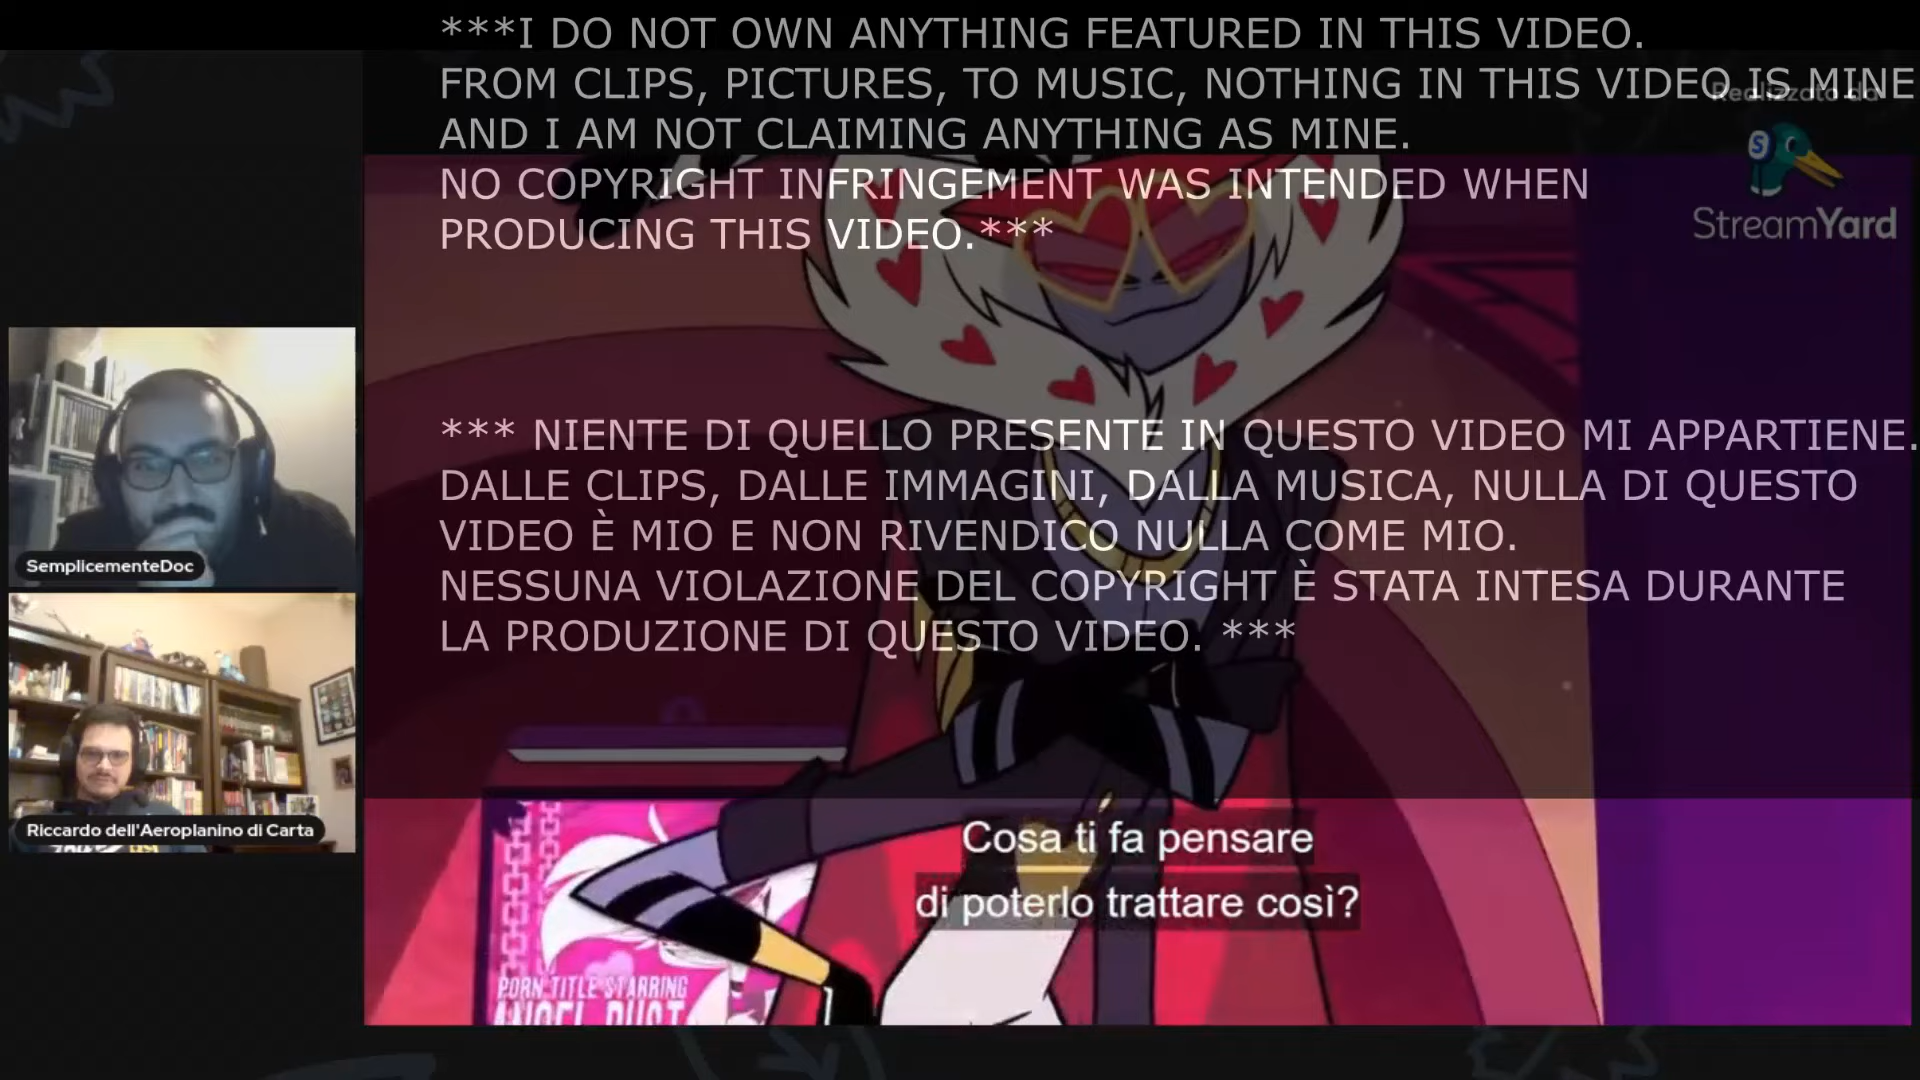 ***I DO NOT OWN ANYTHING FEATURED IN THIS VIDEO.
FROM CLIPS, PICTURES, TO MUSIC, NOTHING IN THIS VIDEO IS MINE
AND I AM NOT CLAIMING ANYTHING AS MINE.
NO COPYRIGHT INFRINGEMENT WAS INTENDED WHEN
PRODUCING THIS VIDEO.***
Realizzato da
StreamYard
*** NIENTE DI QUELLO PRESENTE IN QUESTO VIDEO MI APPARTIENE.
DALLE CLIPS, DALLE IMMAGINI, DALLA MUSICA, NULLA DI QUESTO
VIDEO È MIO E NON RIVENDICO NULLA COME MIO.
NESSUNA VIOLAZIONE DEL COPYRIGHT È STATA INTESA DURANTE
LA PRODUZIONE DI QUESTO VIDEO. ***
SemplicementeDoc
Riccardo dell'Aeroplanino di Carta
Cosa ti fa pensare
di poterlo trattare così?
PORN TITLE STARRING
ANGEL DUST